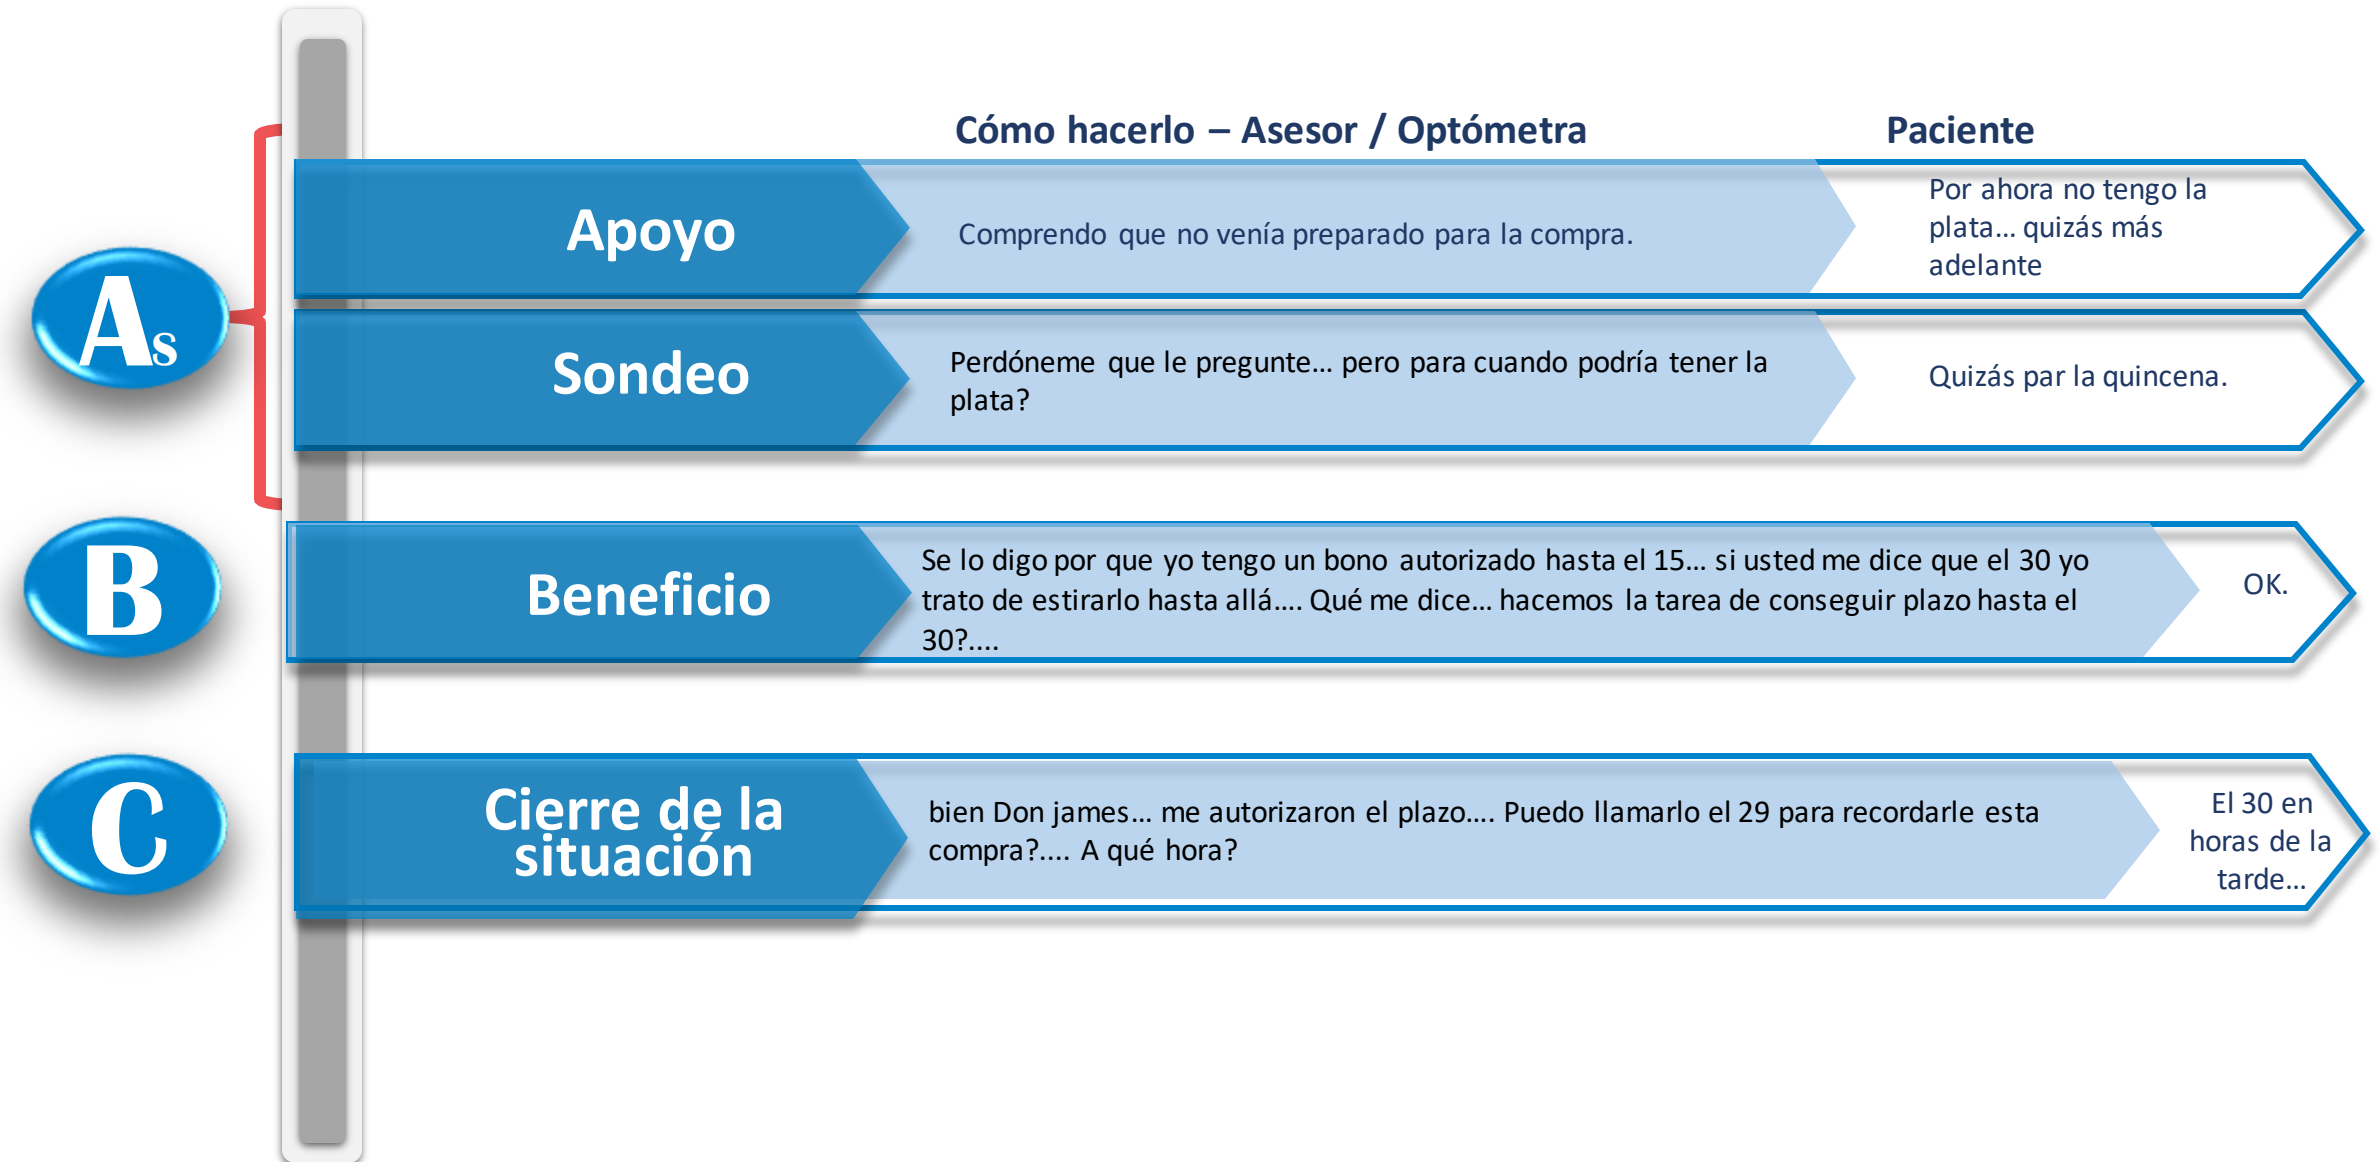 Cómo hacerlo – Asesor / Optómetra
Paciente
As
Apoyo
Comprendo que no venía preparado para la compra.
Por ahora no tengo la
plata... quizás más
adelante
Sondeo
Perdóneme que le pregunte... pero para cuando podría tener la
plata?
Quizás par la quincena.
B
Beneficio
Se lo digo por que yo tengo un bono autorizado hasta el 15... si usted me dice que el 30 yo
trato de estirarlo hasta allá.... Qué me dice... hacemos la tarea de conseguir plazo hasta el
30?....
OK.
C
Cierre de la
situación
bien Don james... me autorizaron el plazo.... Puedo llamarlo el 29 para recordarle esta
compra?.... A qué hora?
El 30 en
horas de la
tarde...